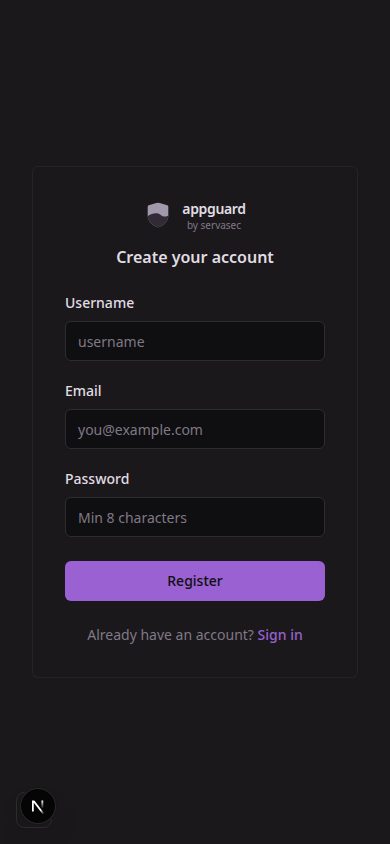 appguard
by servasec
Create your account
Username
username
Email
you@example.com
Password
Min 8 characters
Register
Already have an account? Sign in
N